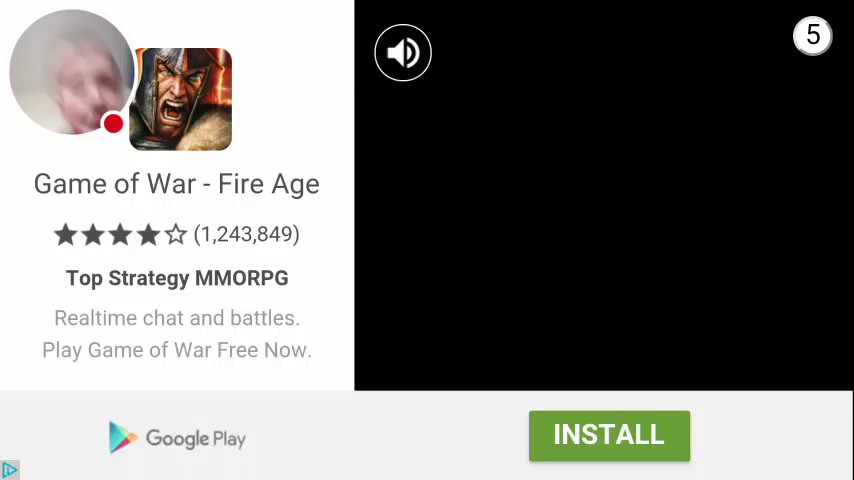 5
Game of War - Fire Age
(1,243,849)
Top Strategy MMORPG
Realtime chat and battles.
Play Game of War Free Now.
Google Play
INSTALL